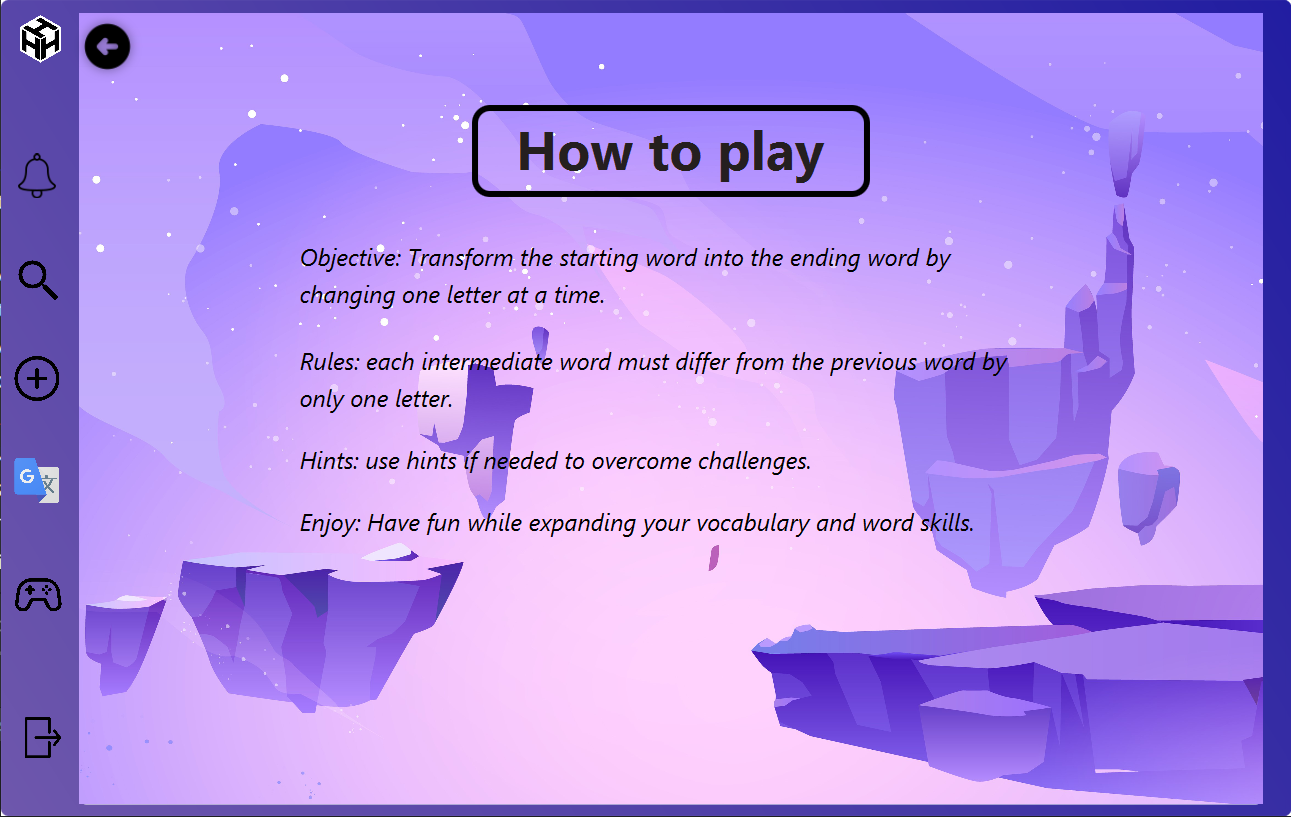 How to play
Objective: Transform the starting word into the ending word by
changing one letter at a time.
Rules: each intermediate word must differ from the previous word by
only one letter.
Hints: use hints if needed to overcome challenges.
Enjoy: Have fun while expanding your vocabulary and word skills.
HHH
G 文